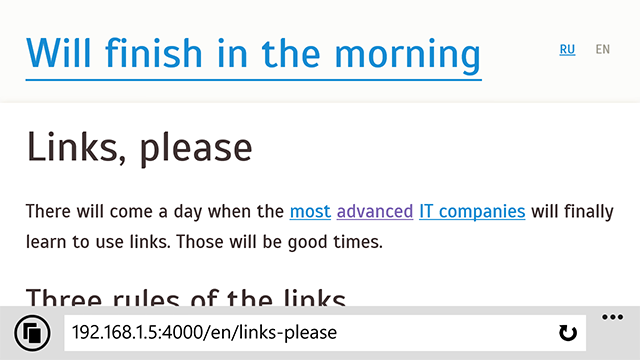 Will finish in the morning
RU EN
Links, please
There will come a day when the most advanced IT companies will finally
learn to use links. Those will be good times.
Three rules of the links
192.168.1.5:4000/en/links-please